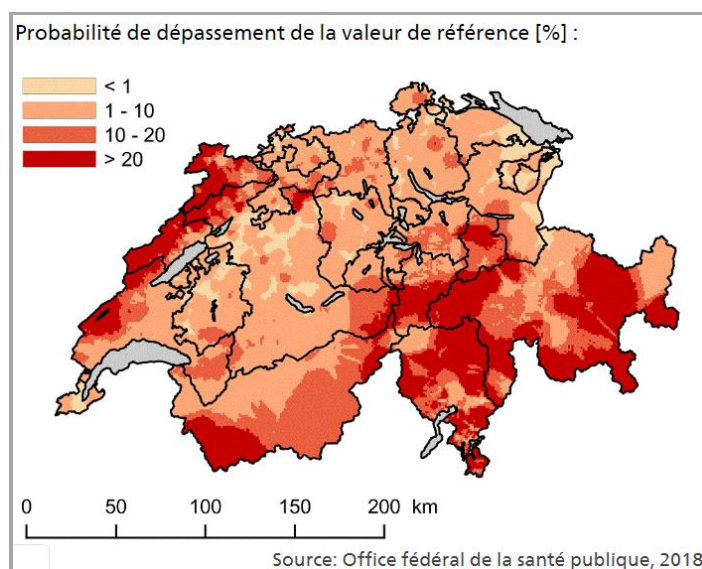 Probabilité de dépassement de la valeur de référence [%] :
< 1
1 - 10
10 - 20
> 20
0 50 100 150 200 km
Source: Office fédéral de la santé publique, 2018